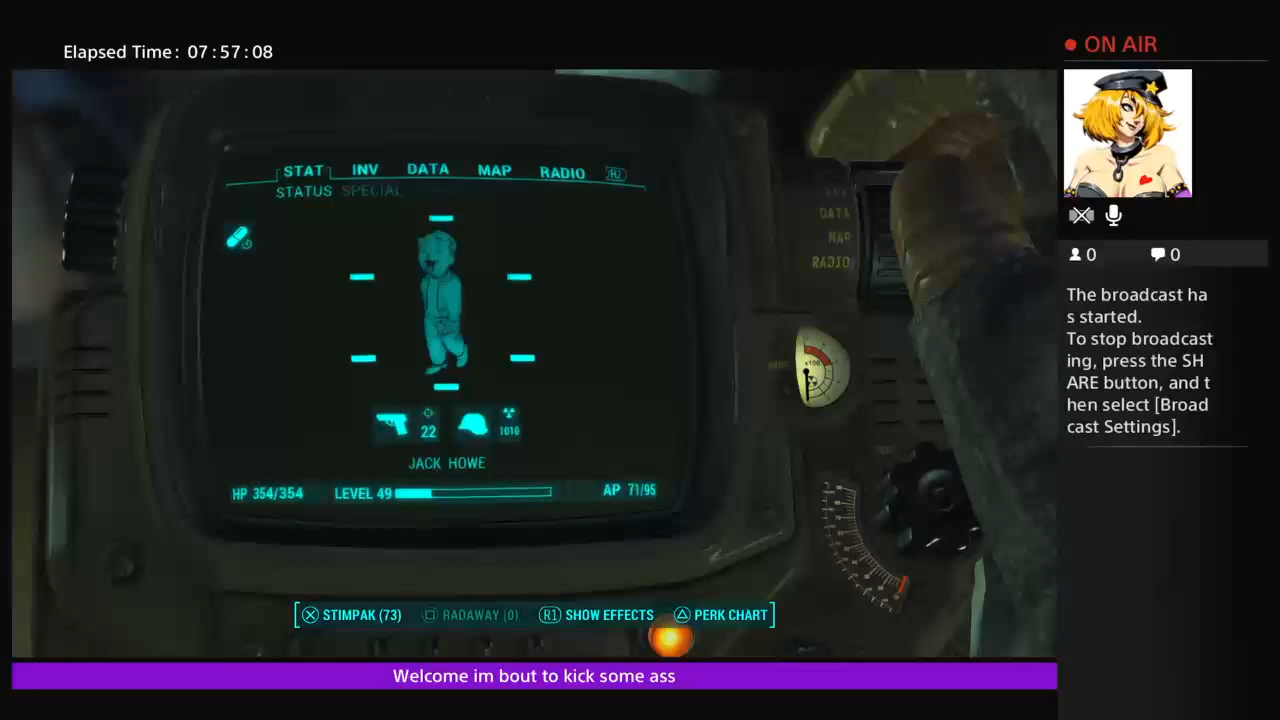 Elapsed Time: 07:57:08
ON AIR
STAT INV DATA MAP RADIO R2
STATUS SPECIAL
DATA
MAP
RADIO
22
1010
JACK HOWE
HP 354/354 LEVEL 49 AP 71/95
STIMPAK (73) RADAWAY (0) R1 SHOW EFFECTS PERK CHART
Welcome im bout to kick some ass
0 0
The broadcast ha
s started.
To stop broadcast
ing, press the SH
ARE button, and t
hen select [Broad
cast Settings].